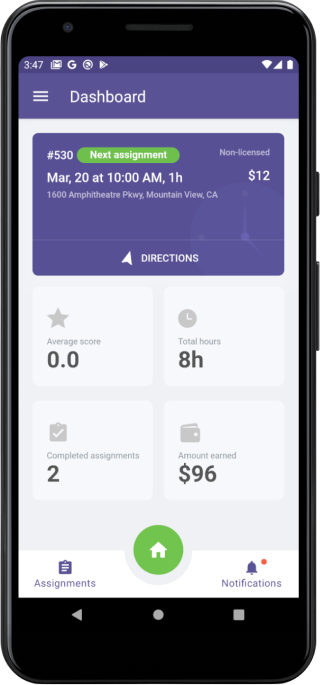 3:47
Dashboard
#530 Next assignment Non-licensed
Mar, 20 at 10:00 AM, 1h $12
1600 Amphitheatre Pkwy, Mountain View, CA
DIRECTIONS
Average score
0.0
Total hours
8h
Completed assignments
2
Amount earned
$96
Assignments Notifications